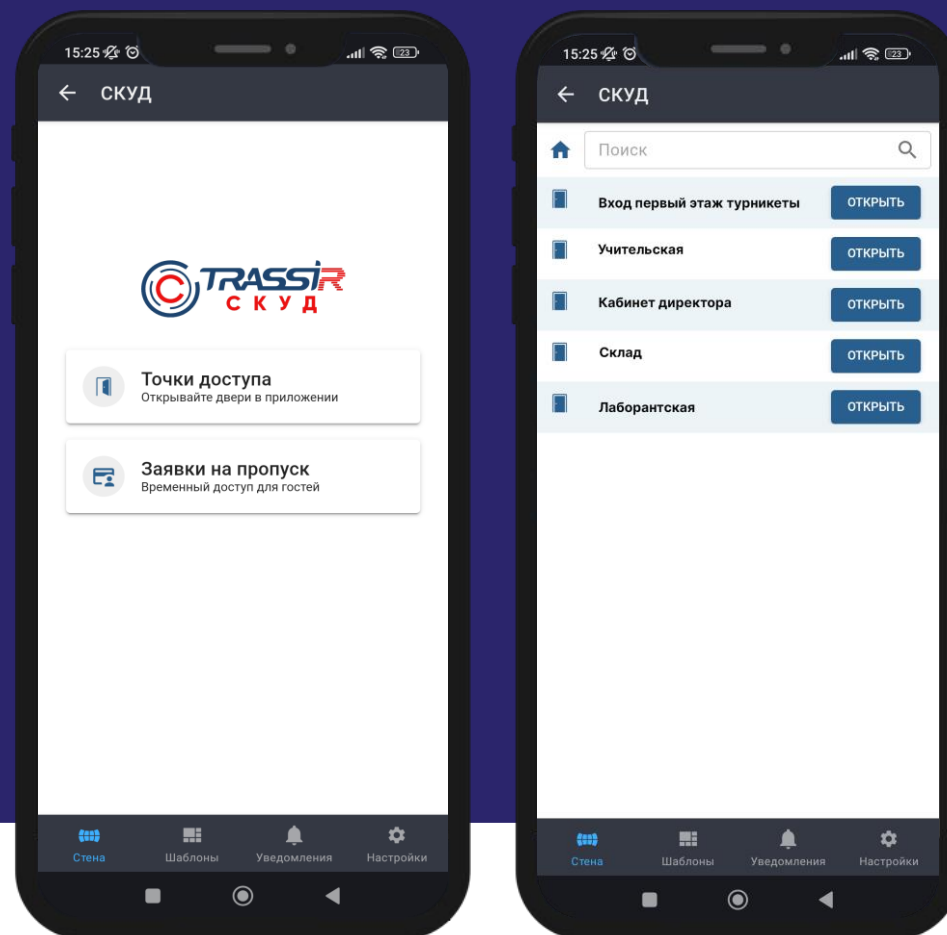 15:25
23
СКУД
TRASSIR
СКУД
Точки доступа
Открывайте двери в приложении
Заявки на пропуск
Временный доступ для гостей
Стена
Шаблоны
Уведомления
Настройки
15:25
23
СКУД
Поиск
Вход первый этаж турникеты
ОТКРЫТЬ
Учительская
ОТКРЫТЬ
Кабинет директора
ОТКРЫТЬ
Склад
ОТКРЫТЬ
Лаборантская
ОТКРЫТЬ
Стена
Шаблоны
Уведомления
Настройки